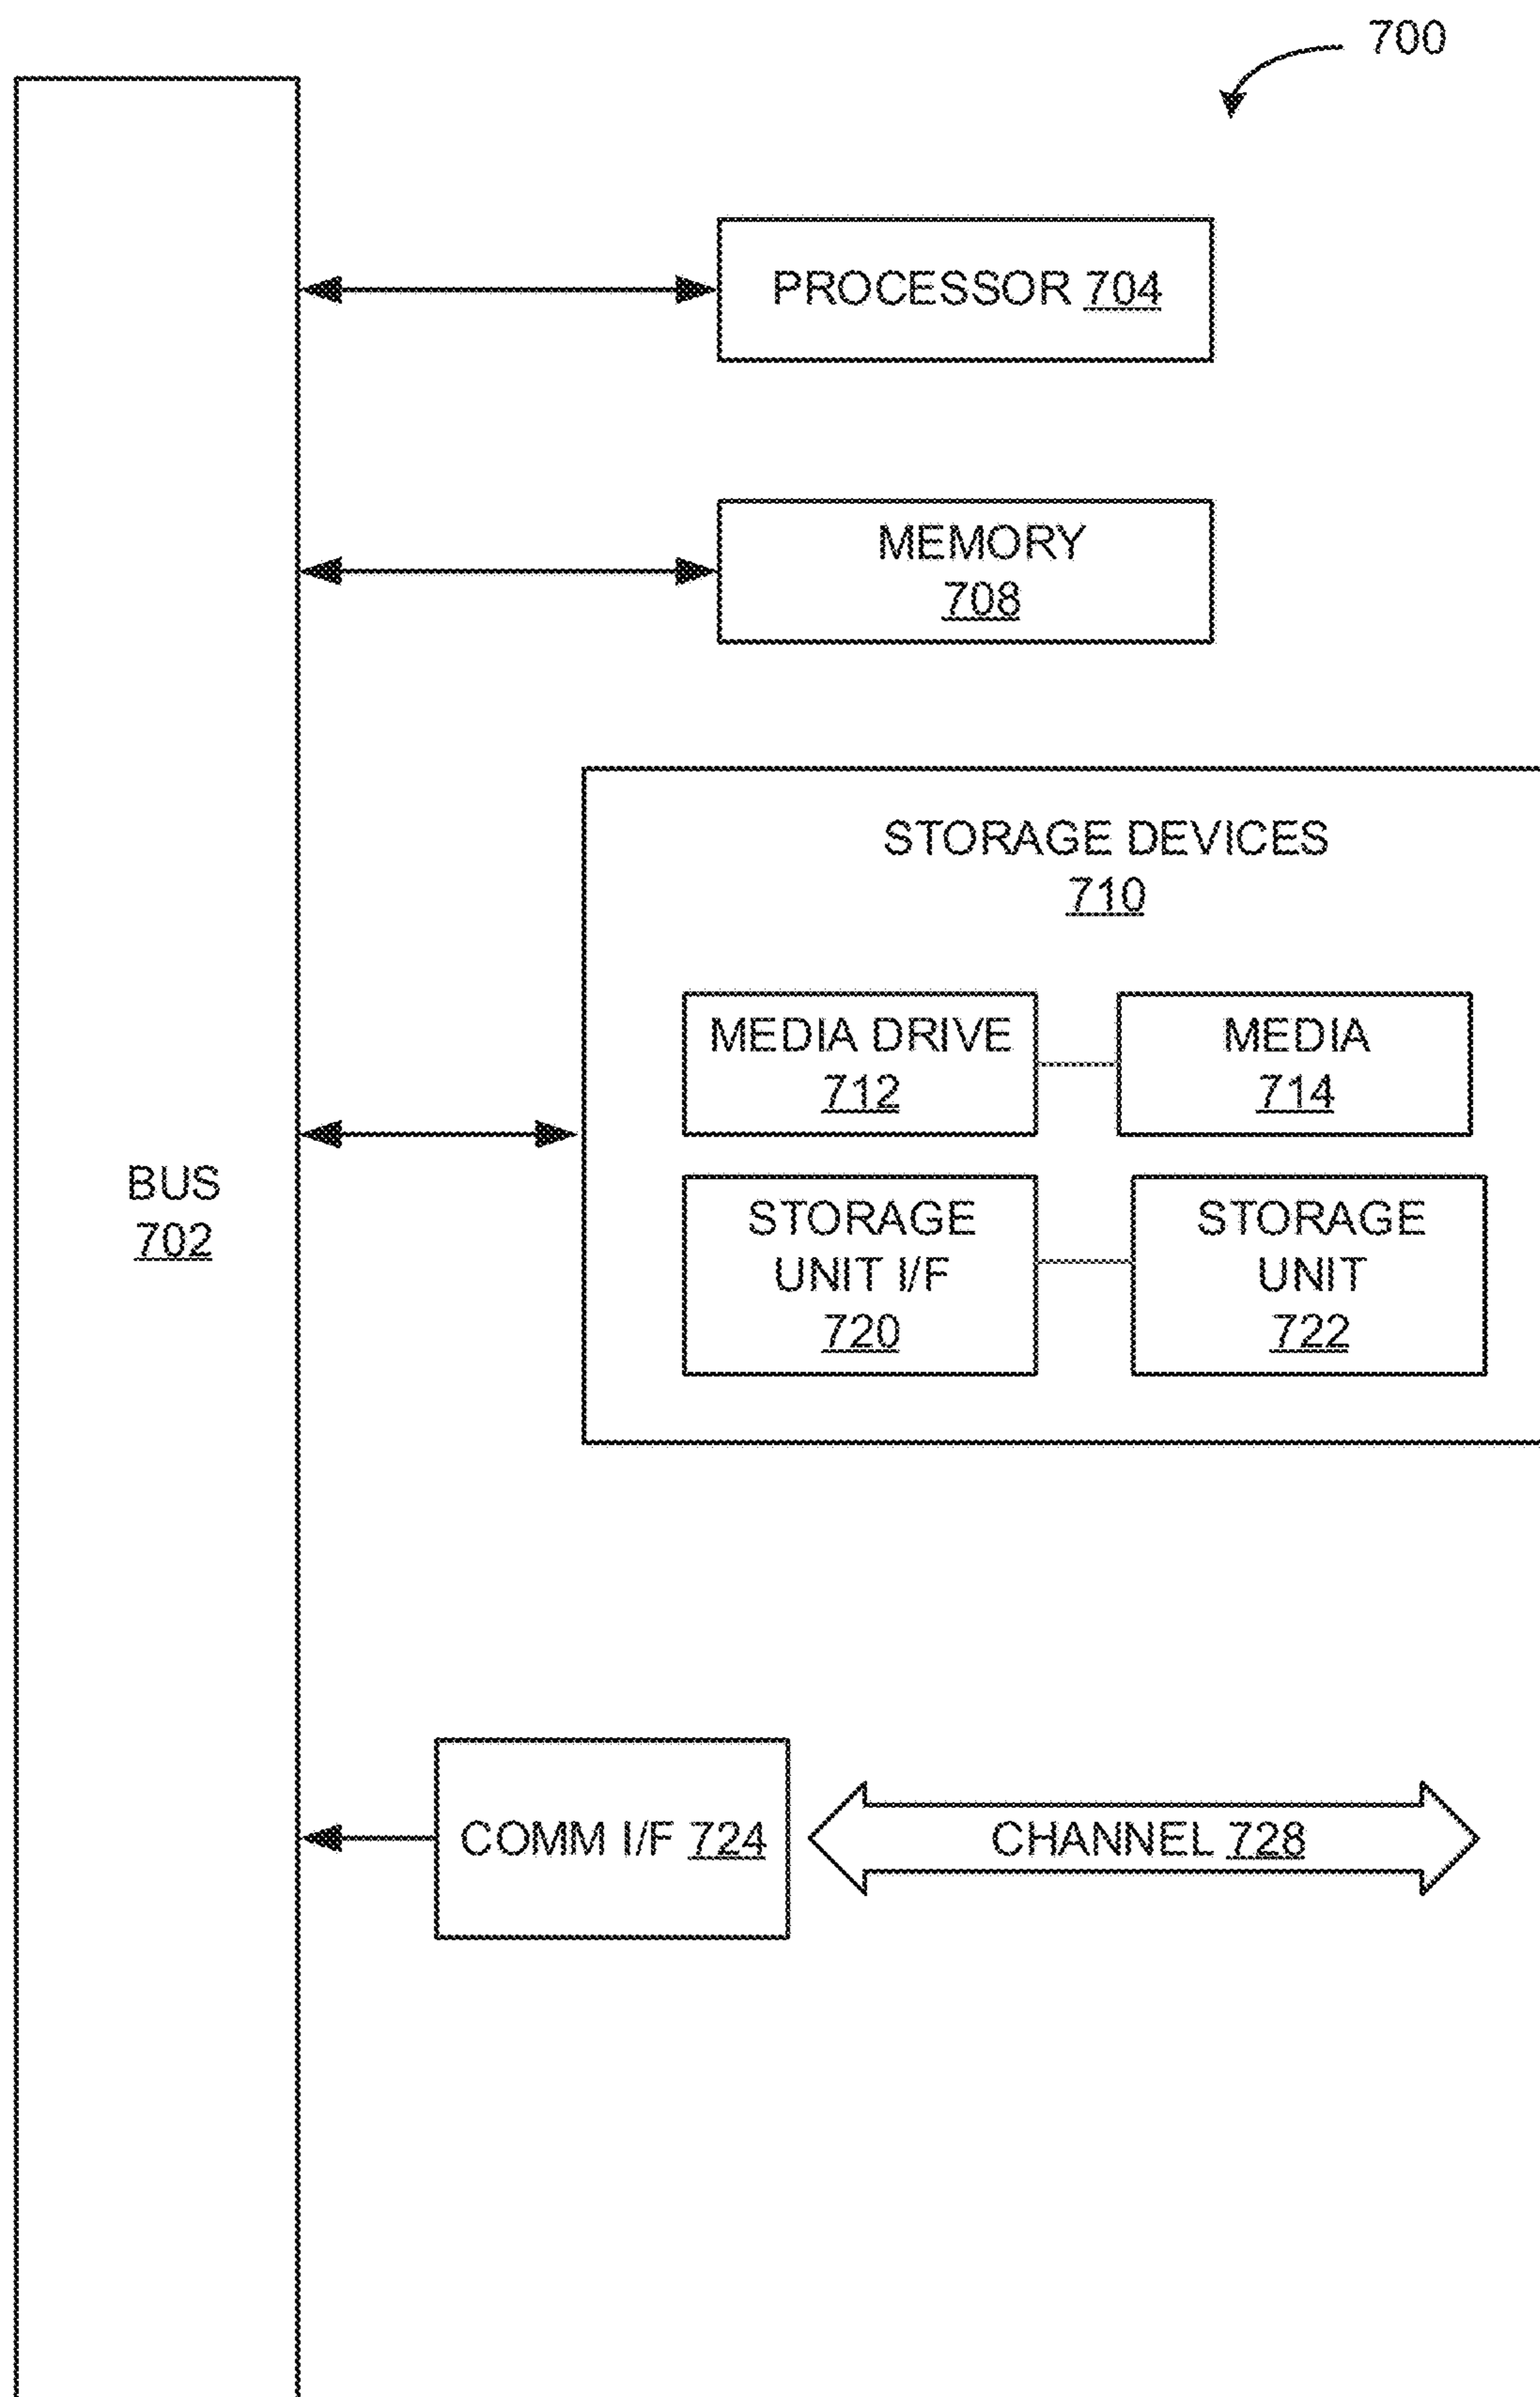 700
PROCESSOR 704
MEMORY
708
STORAGE DEVICES
710
MEDIA DRIVE
712
MEDIA
714
BUS
702
STORAGE
UNIT I/F
720
STORAGE
UNIT
722
COMM I/F 724
CHANNEL 728